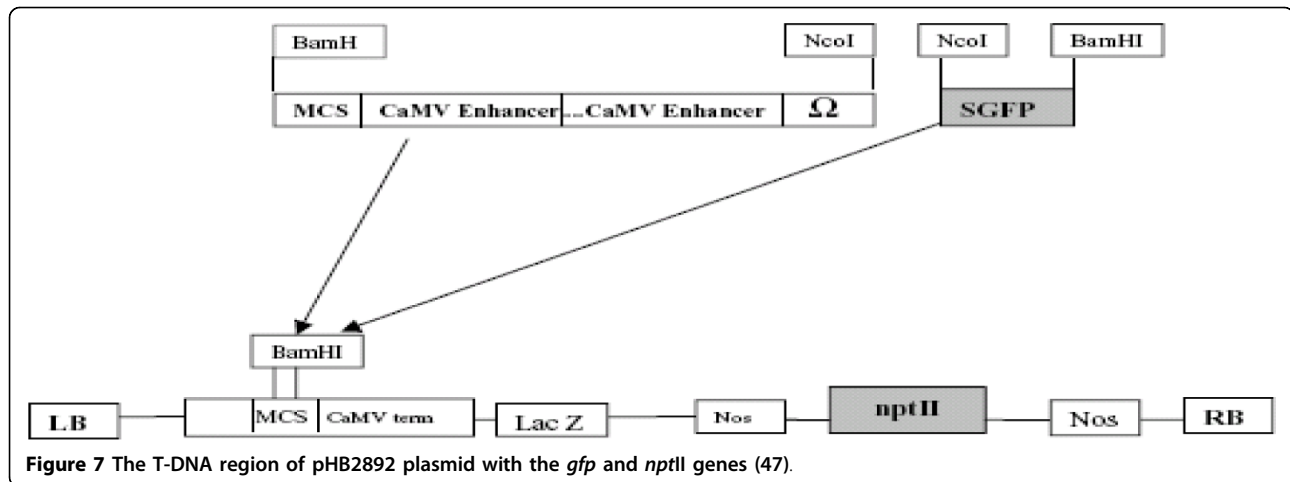 BamH NcoI NcoI BamHI
MCS CaMV Enhancer ....CaMV Enhancer Ω SGFP
BamHI
LB MCS CaMV term Lac Z Nos nptII Nos RB
Figure 7 The T-DNA region of pHB2892 plasmid with the gfp and nptII genes (47).